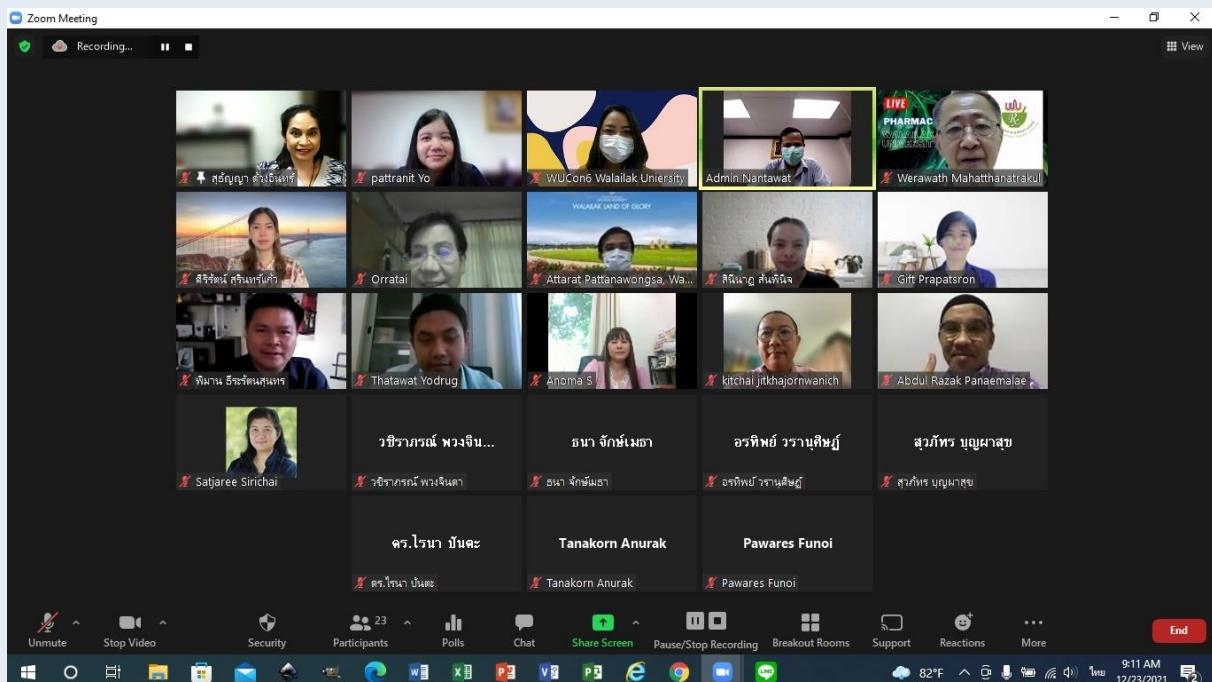 Zoom Meeting
Recording...
View
สุธัญญา ด้วงอินทร์
pattranit Yo
WUCon6 Walailak Uniersity
Admin Nantawat
LIVE
PHARMAC
WALAILAK
UNIVERSITY
WU
Werawath Mahatthanatrakul
ศิริรัตน์ สุรินทร์แก้ว
Orratai
WALAILAK LAND OF GLORY
Attarat Pattanawongsa, Wa...
สินีนาฏ สันพินิจ
Gift Prapatsron
พิมาน ธีระรัตนสุนทร
Thatawat Yodrug
Anoma S
kitchai jitkhajornwanich
Abdul Razak Panaemalae
Satjaree Sirichai
วชิราภรณ์ พวงจิน...
วชิราภรณ์ พวงจินดา
ธนา จักษ์เมธา
ธนา จักษ์เมธา
อรทิพย์ วรานุศิษฏ์
อรทิพย์ วรานุศิษฏ์
สุวภัทร บุญผาสุข
สุวภัทร บุญผาสุข
ดร.ไรนา ปันตะ
ดร.ไรนา ปันตะ
Tanakorn Anurak
Tanakorn Anurak
Pawares Funoi
Pawares Funoi
Unmute
Stop Video
Security
23
Participants
Polls
Chat
Share Screen
Pause/Stop Recording
Breakout Rooms
Support
Reactions
More
End
82°F
ไทย
9:11 AM
12/23/2021
2